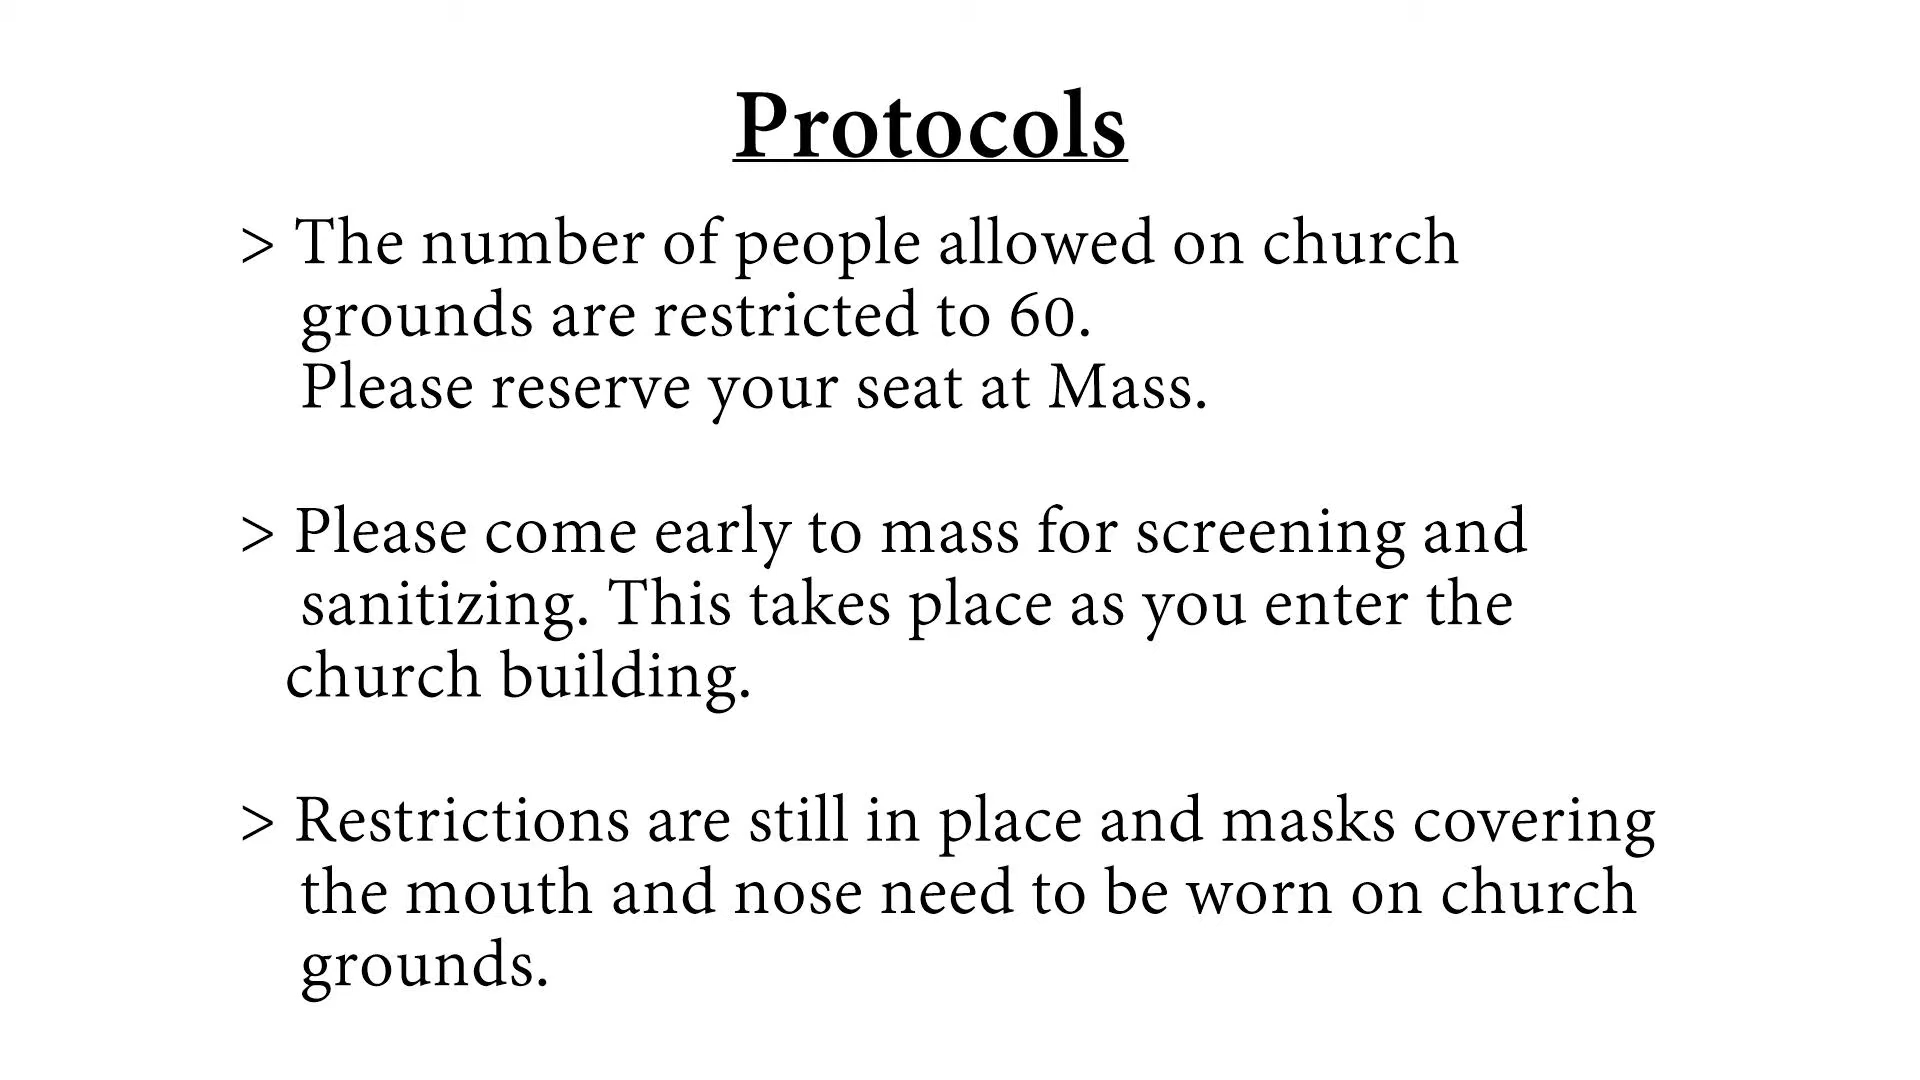 Protocols
> The number of people allowed on church
grounds are restricted to 60.
Please reserve your seat at Mass.
> Please come early to mass for screening and
sanitizing. This takes place as you enter the
church building.
> Restrictions are still in place and masks covering
the mouth and nose need to be worn on church
grounds.